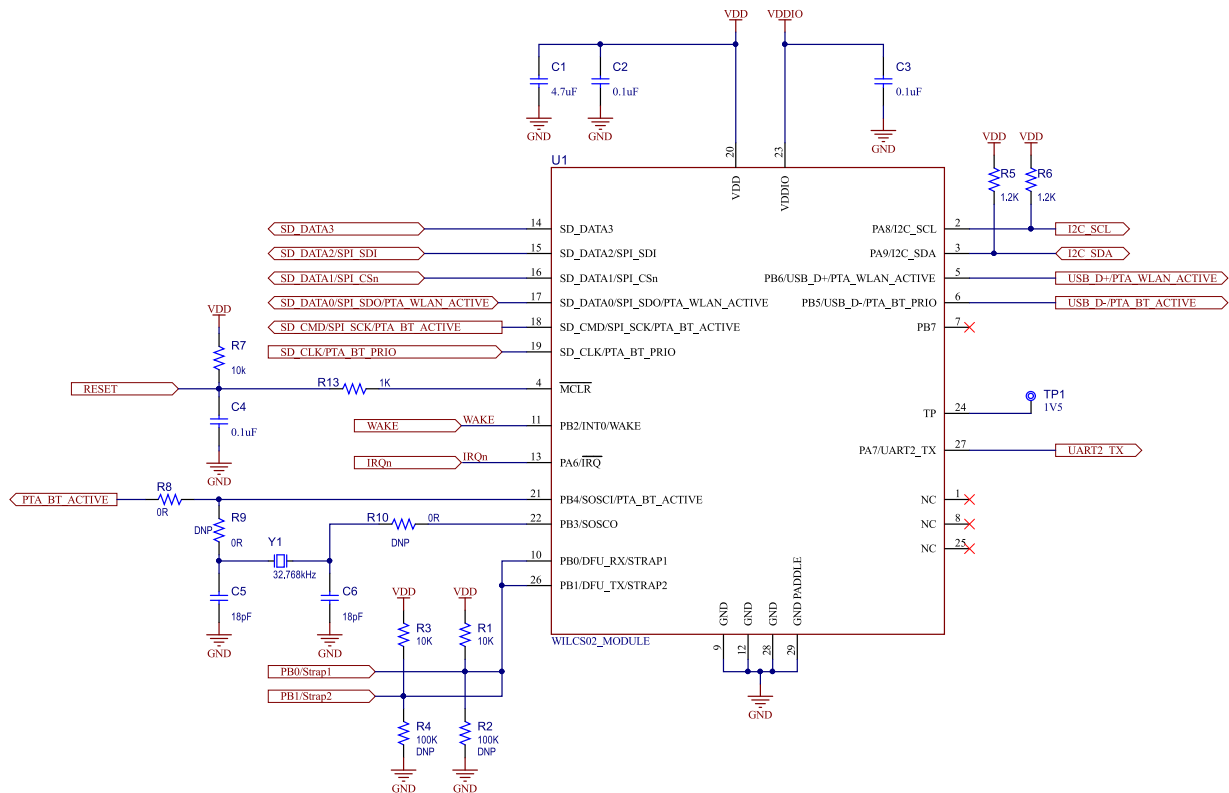 VDD
VDDIO
C1
4.7uF
C2
0.1uF
C3
0.1uF
GND
GND
GND
VDD
VDD
R5
1.2K
R6
1.2K
U1
20
VDD
23
VDDIO
SD_DATA3
14
SD_DATA3
PA8/I2C_SCL
2
I2C_SCL
SD_DATA2/SPI_SDI
15
SD_DATA2/SPI_SDI
PA9/I2C_SDA
3
I2C_SDA
SD_DATA1/SPI_CSn
16
SD_DATA1/SPI_CSn
PB6/USB_D+/PTA_WLAN_ACTIVE
5
USB_D+/PTA_WLAN_ACTIVE
SD_DATA0/SPI_SDO/PTA_WLAN_ACTIVE
17
SD_DATA0/SPI_SDO/PTA_WLAN_ACTIVE
PB5/USB_D-/PTA_BT_PRIO
6
USB_D-/PTA_BT_ACTIVE
SD_CMD/SPI_SCK/PTA_BT_ACTIVE
18
SD_CMD/SPI_SCK/PTA_BT_ACTIVE
PB7
7
SD_CLK/PTA_BT_PRIO
19
SD_CLK/PTA_BT_PRIO
VDD
R7
10k
RESET
R13
1K
4
MCLR
C4
0.1uF
GND
TP
24
TP1
1V5
WAKE
WAKE
11
PB2/INT0/WAKE
PA7/UART2_TX
27
UART2_TX
IRQn
IRQn
13
PA6/IRQ
PTA_BT_ACTIVE
R8
0R
21
PB4/SOSCI/PTA_BT_ACTIVE
NC
1
R9
DNP
0R
R10
0R
DNP
22
PB3/SOSCO
NC
8
NC
25
Y1
32.768kHz
10
PB0/DFU_RX/STRAP1
26
PB1/DFU_TX/STRAP2
C5
18pF
C6
18pF
GND
GND
VDD
VDD
R3
10K
R1
10K
GND
GND
GND
GND PADDLE
WILCS02_MODULE
9
12
28
29
GND
PB0/Strap1
PB1/Strap2
R4
100K
DNP
R2
100K
DNP
GND
GND